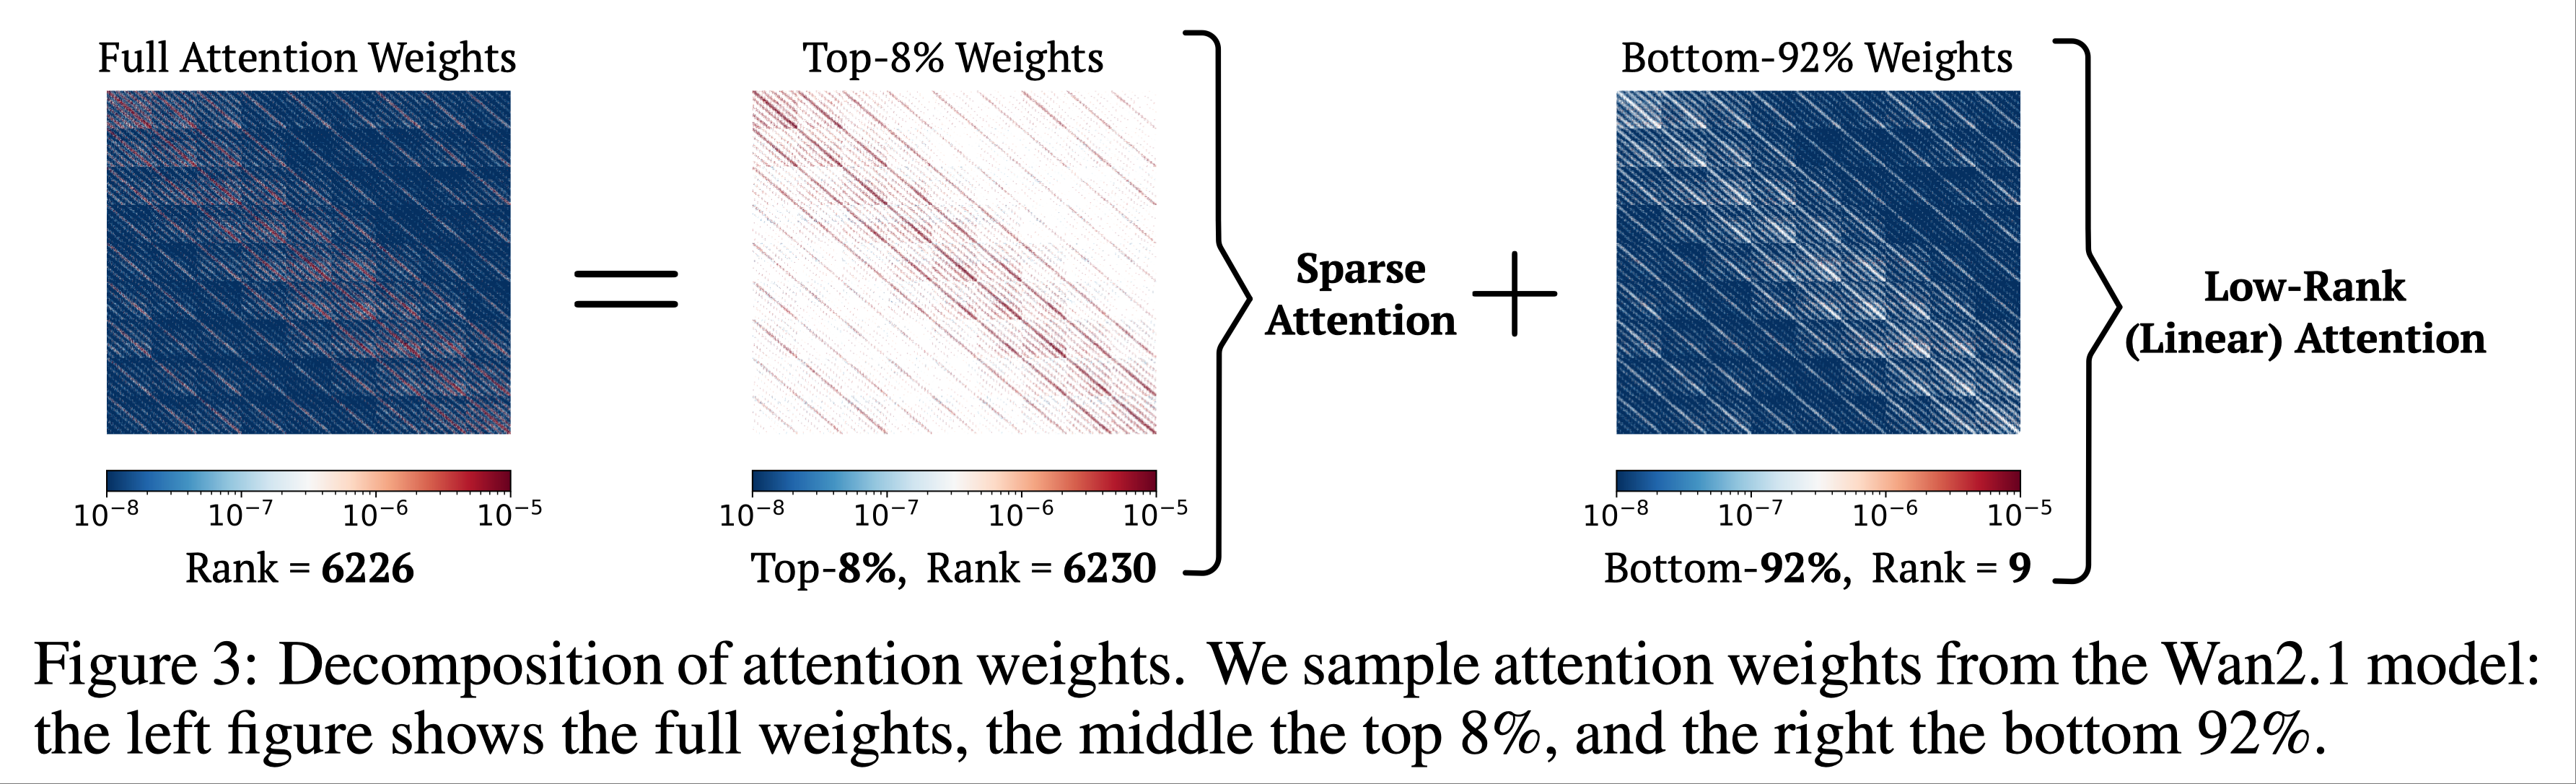 Full Attention Weights
10⁻⁸ 10⁻⁷ 10⁻⁶ 10⁻⁵
Rank = 6226
=
Top-8% Weights
10⁻⁸ 10⁻⁷ 10⁻⁶ 10⁻⁵
Top-8%, Rank = 6230
Sparse
Attention
+
Bottom-92% Weights
10⁻⁸ 10⁻⁷ 10⁻⁶ 10⁻⁵
Bottom-92%, Rank = 9
Low-Rank
(Linear) Attention
Figure 3: Decomposition of attention weights. We sample attention weights from the Wan2.1 model:
the left figure shows the full weights, the middle the top 8%, and the right the bottom 92%.